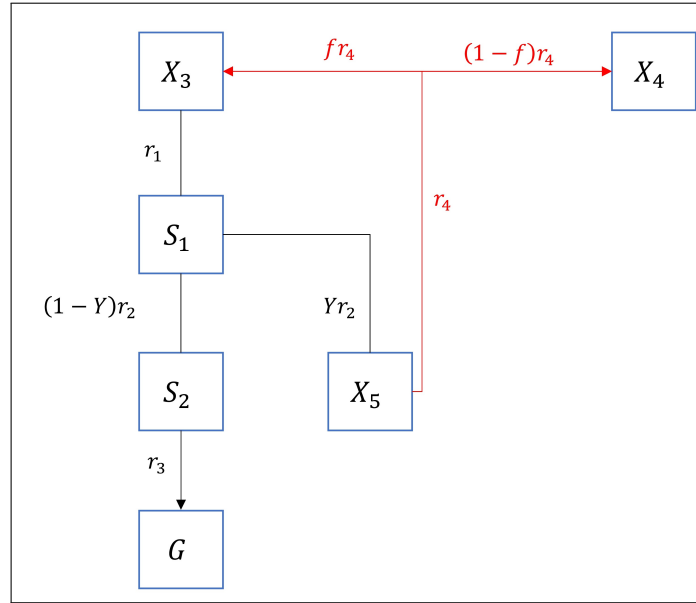 fr₄ (1 − f)r₄
X₃ X₄
r₁
r₄
S₁
(1 − Y)r₂ Yr₂
S₂ X₅
r₃
G